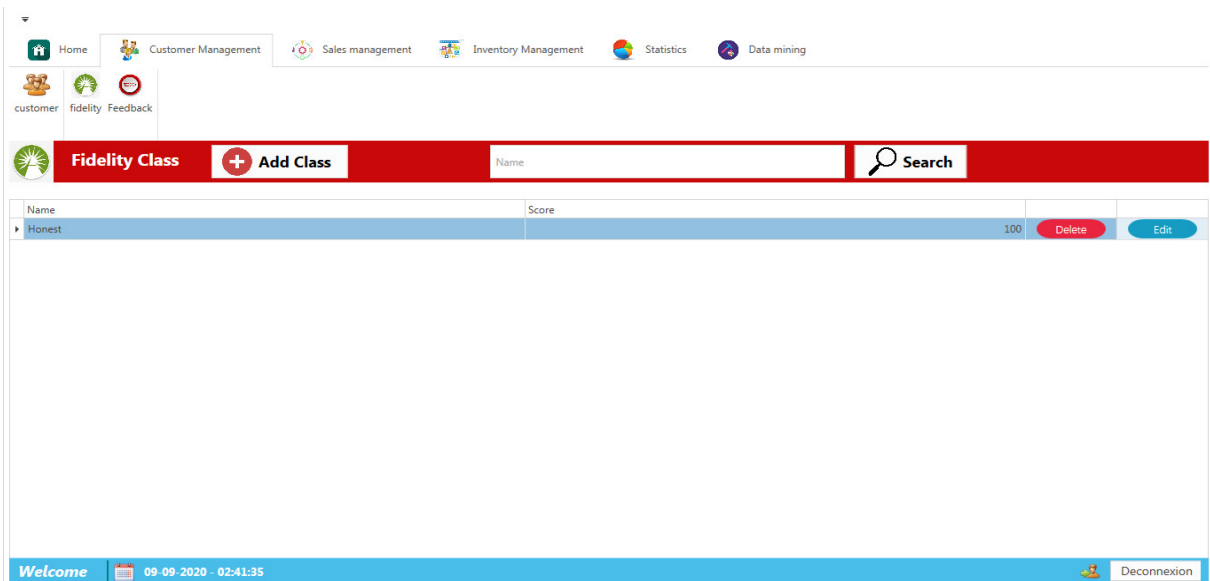 Home Customer Management Sales management Inventory Management Statistics Data mining
customer fidelity Feedback
Fidelity Class Add Class Name Search
Name Score
Honest 100 Delete Edit
Welcome 09-09-2020 - 02:41:35 Deconnexion